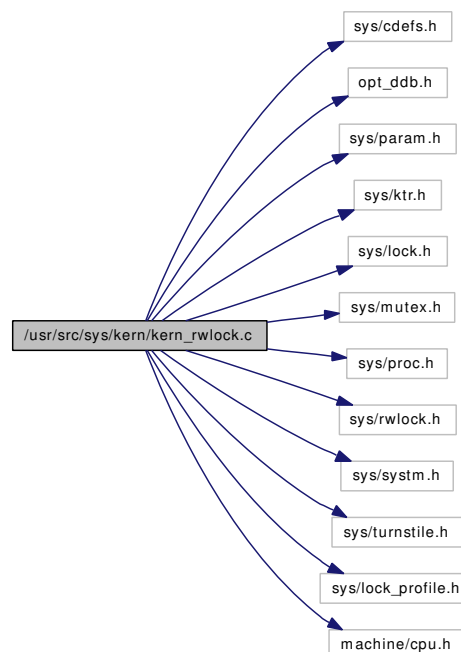 sys/cdefs.h
opt_ddb.h
sys/param.h
sys/ktr.h
sys/lock.h
sys/mutex.h
/usr/src/sys/kern/kern_rwlock.c
sys/proc.h
sys/rwlock.h
sys/systm.h
sys/turnstile.h
sys/lock_profile.h
machine/cpu.h